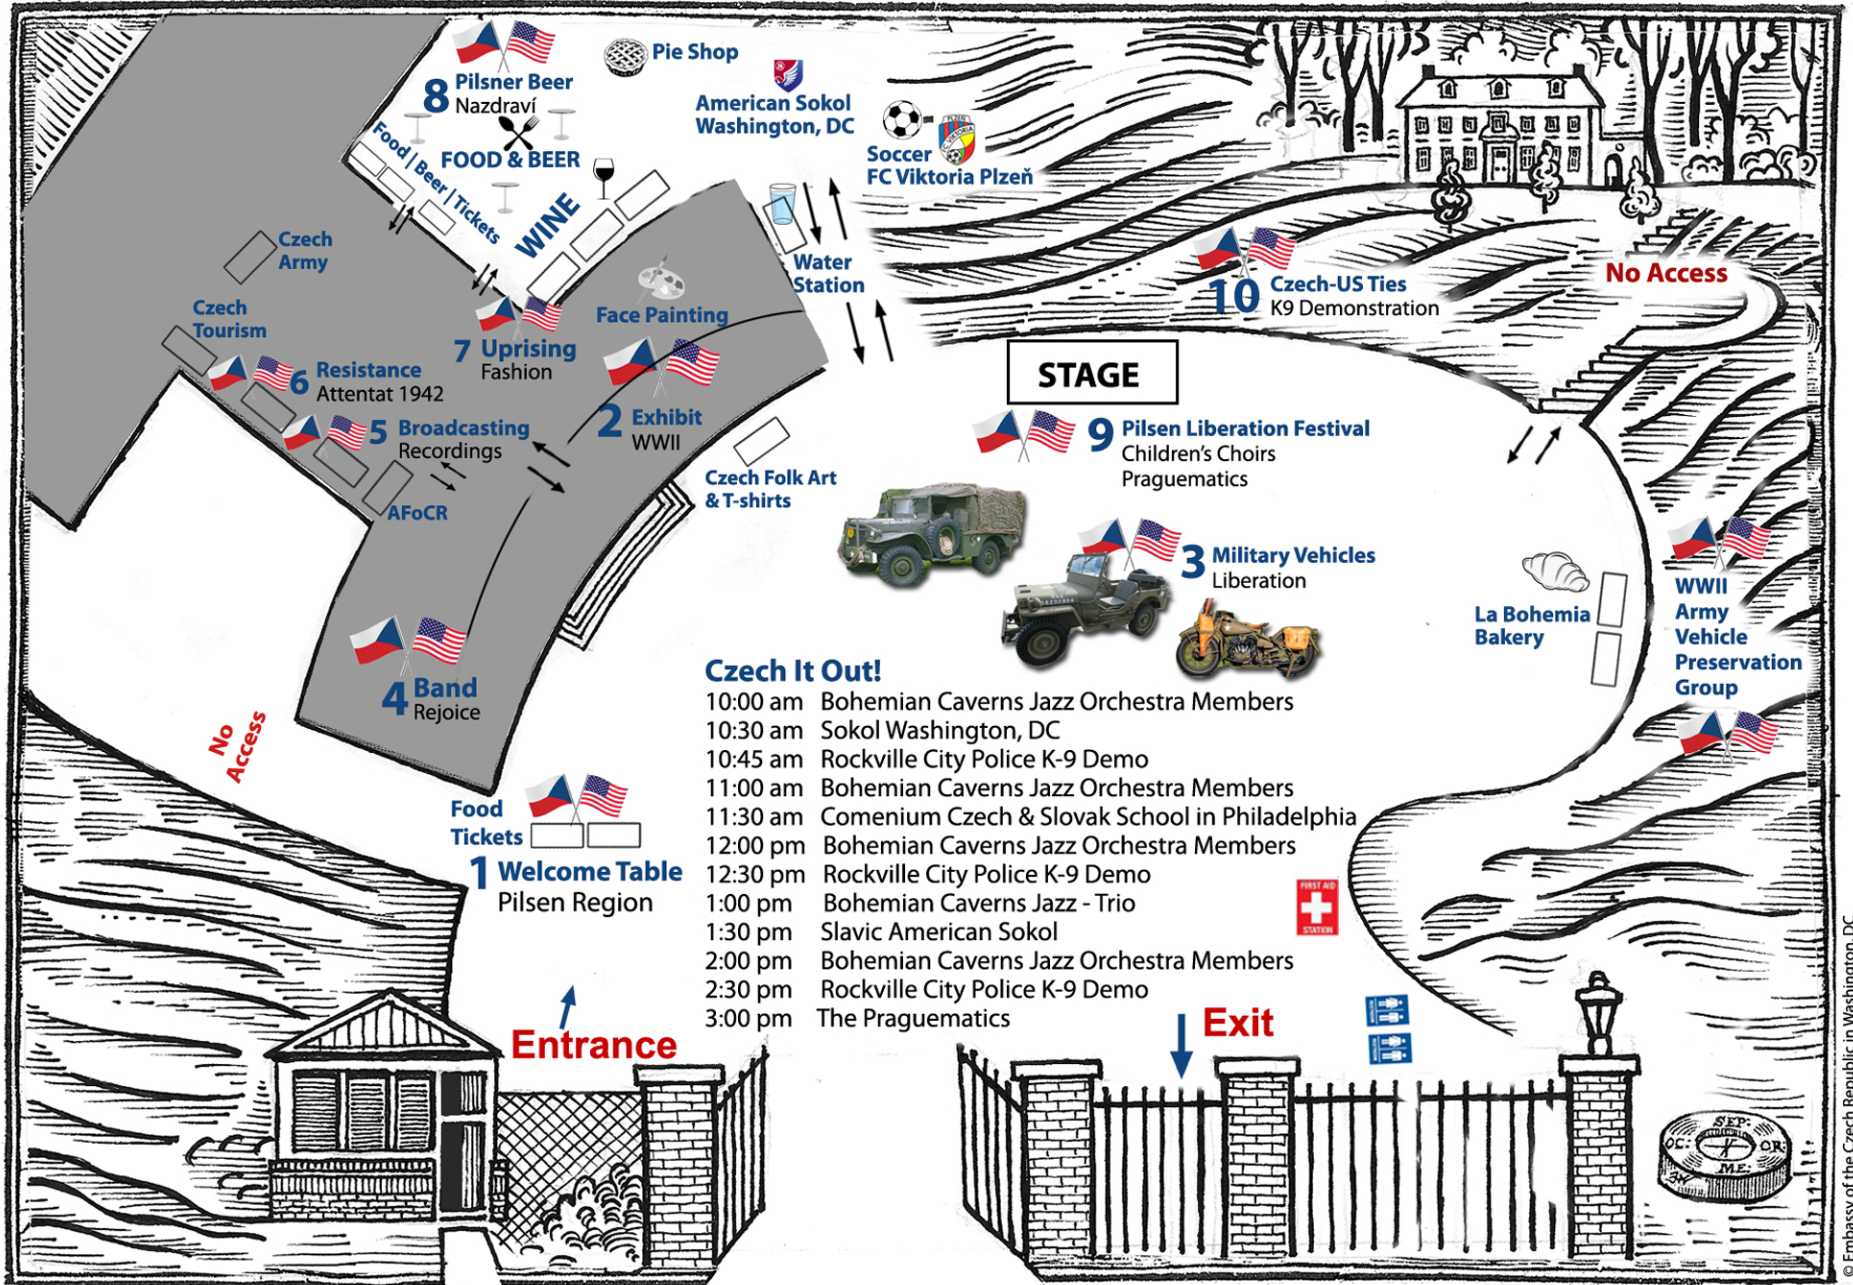 8 Pilsner Beer
Nazdraví
Pie Shop
American Sokol
Washington, DC
PLZEŇ
VIKTORIA
Soccer
FC Viktoria Plzeň
Food | Beer | Tickets
FOOD & BEER
WINE
Water
Station
Czech
Army
Czech
Tourism
Face Painting
7 Uprising
Fashion
6 Resistance
Attentat 1942
5 Broadcasting
Recordings
AFoCR
2 Exhibit
WWII
Czech Folk Art
& T-shirts
10 Czech-US Ties
K9 Demonstration
No Access
STAGE
9 Pilsen Liberation Festival
Children's Choirs
Praguematics
3 Military Vehicles
Liberation
La Bohemia
Bakery
WWII
Army
Vehicle
Preservation
Group
4 Band
Rejoice
No
Access
Czech It Out!
10:00 am Bohemian Caverns Jazz Orchestra Members
10:30 am Sokol Washington, DC
10:45 am Rockville City Police K-9 Demo
11:00 am Bohemian Caverns Jazz Orchestra Members
11:30 am Comenium Czech & Slovak School in Philadelphia
12:00 pm Bohemian Caverns Jazz Orchestra Members
12:30 pm Rockville City Police K-9 Demo
1:00 pm Bohemian Caverns Jazz - Trio
1:30 pm Slavic American Sokol
2:00 pm Bohemian Caverns Jazz Orchestra Members
2:30 pm Rockville City Police K-9 Demo
3:00 pm The Praguematics
Food
Tickets
1 Welcome Table
Pilsen Region
FIRST AID
STATION
Entrance
Exit
SEP:
OC:
OR:
ME:
© Embassy of the Czech Republic in Washington, DC